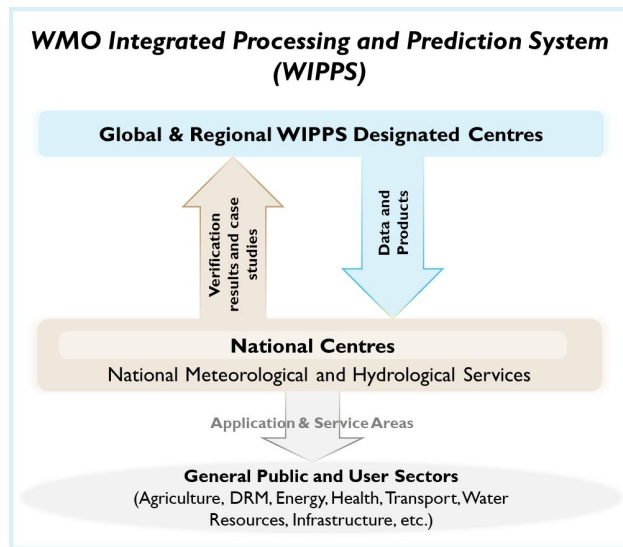 WMO Integrated Processing and Prediction System
(WIPPS)
Global & Regional WIPPS Designated Centres
Verification
results and case
studies
Data and
Products
National Centres
National Meteorological and Hydrological Services
Application & Service Areas
General Public and User Sectors
(Agriculture, DRM, Energy, Health, Transport, Water
Resources, Infrastructure, etc.)